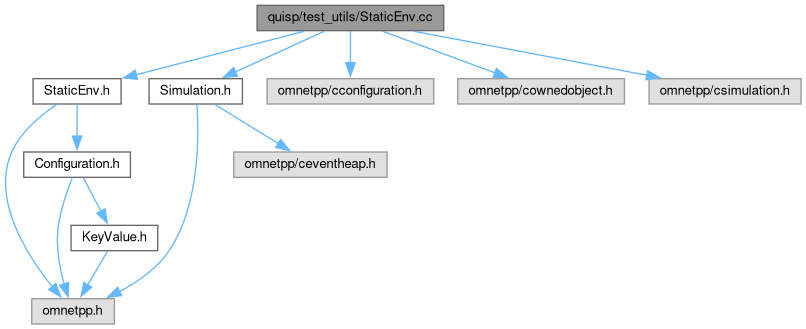 quisp/test_utils/StaticEnv.cc
StaticEnv.h
Simulation.h
omnetpp/cconfiguration.h
omnetpp/cownedobject.h
omnetpp/csimulation.h
Configuration.h
omnetpp/ceventheap.h
KeyValue.h
omnetpp.h